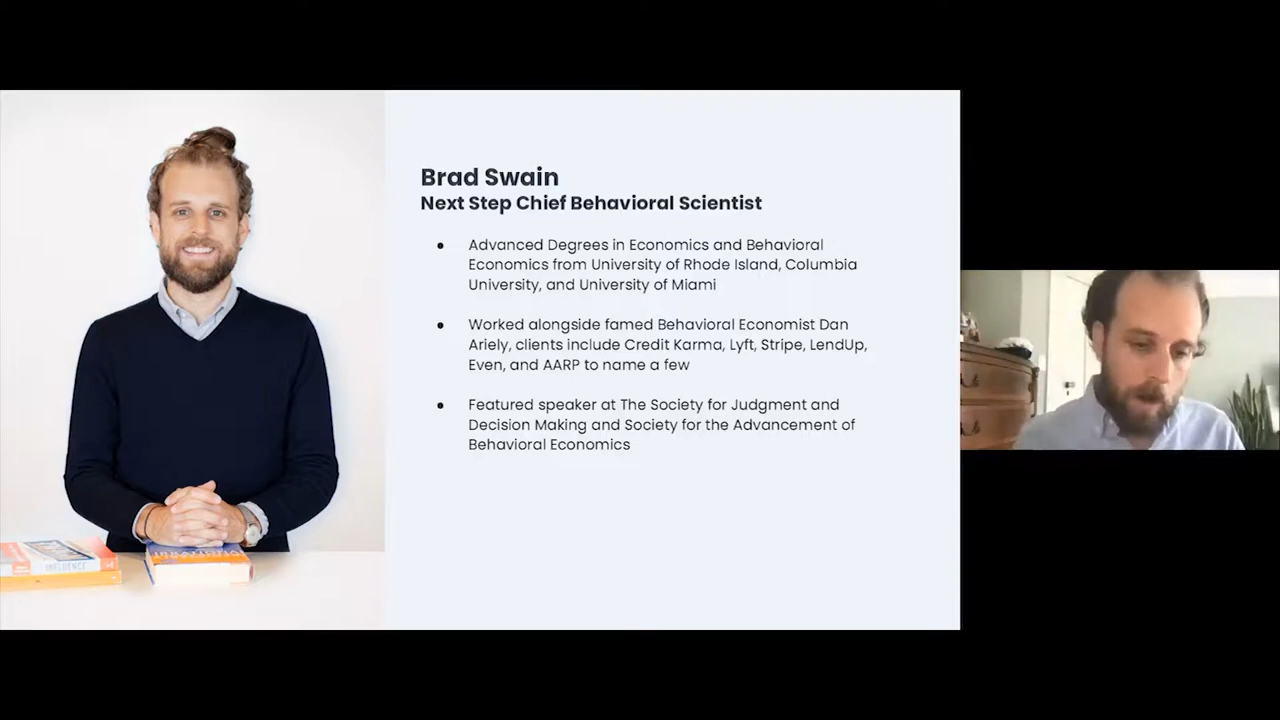 Brad Swain
Next Step Chief Behavioral Scientist
● Advanced Degrees in Economics and Behavioral
Economics from University of Rhode Island, Columbia
University, and University of Miami
● Worked alongside famed Behavioral Economist Dan
Ariely, clients include Credit Karma, Lyft, Stripe, LendUp,
Even, and AARP to name a few
● Featured speaker at The Society for Judgment and
Decision Making and Society for the Advancement of
Behavioral Economics
INFLUENCE